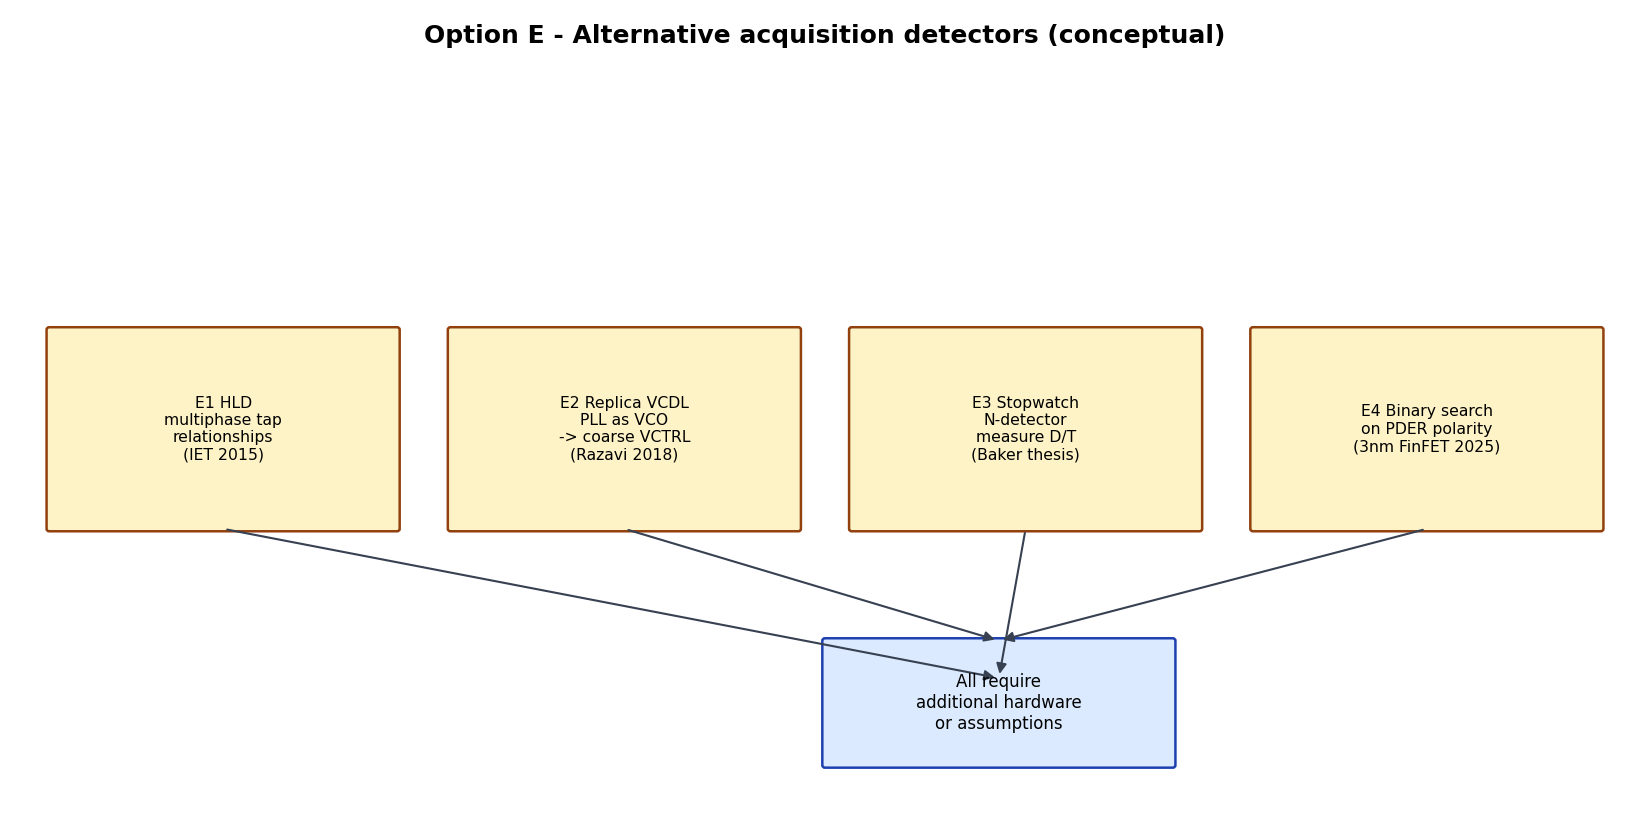 Option E - Alternative acquisition detectors (conceptual)
E1 HLD
multiphase tap
relationships
(IET 2015)
E2 Replica VCDL
PLL as VCO
-> coarse VCTRL
(Razavi 2018)
E3 Stopwatch
N-detector
measure D/T
(Baker thesis)
E4 Binary search
on PDER polarity
(3nm FinFET 2025)
All require
additional hardware
or assumptions